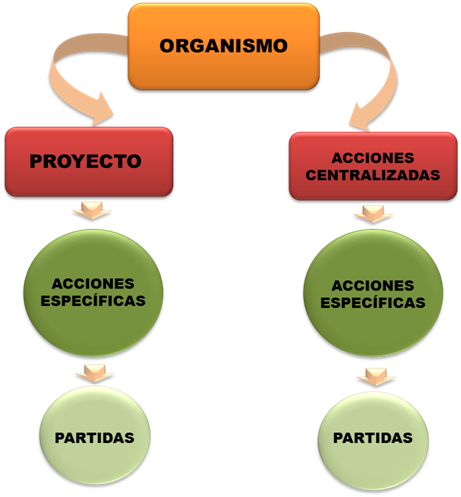 ORGANISMO
PROYECTO
ACCIONES
CENTRALIZADAS
ACCIONES
ESPECÍFICAS
ACCIONES
ESPECÍFICAS
PARTIDAS
PARTIDAS